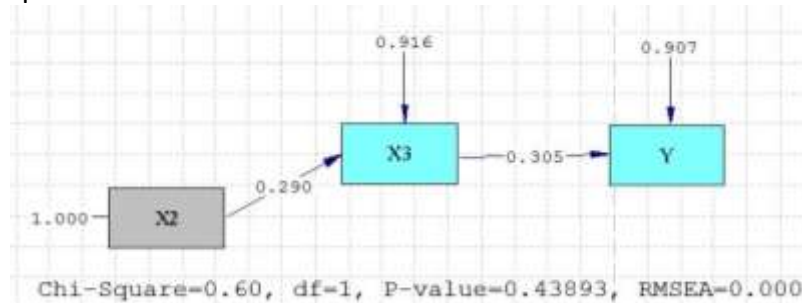 0.916
0.907
X3
0.305
Y
0.290
1.000
X2
Chi-Square=0.60, df=1, P-value=0.43893, RMSEA=0.000